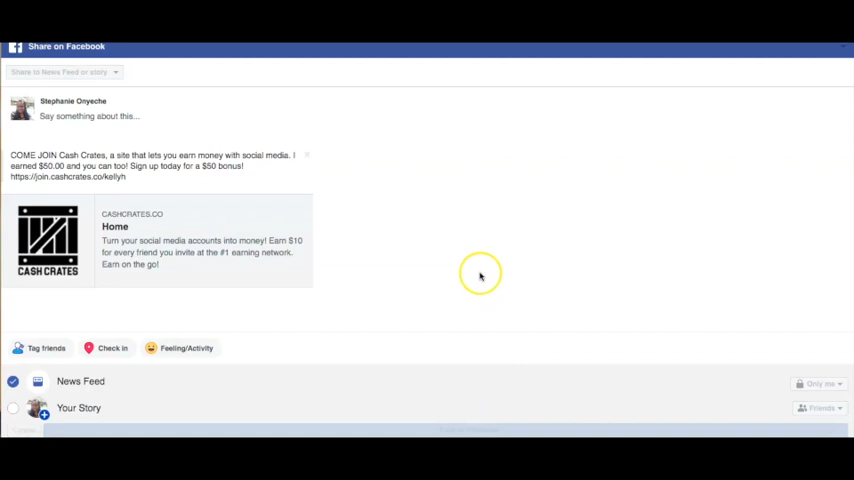 Share on Facebook
Share to News Feed or story
Stephanie Onyeche
Say something about this...
COME JOIN Cash Crates, a site that lets you earn money with social media. I
earned $50.00 and you can too! Sign up today for a $50 bonus!
https://join.cashcrates.co/kellyh
CASHCRATES.CO
Home
Turn your social media accounts into money! Earn $10
for every friend you invite at the #1 earning network.
Earn on the go!
CASH CRATES
Tag friends
Check in
Feeling/Activity
News Feed
Only me
Your Story
Friends